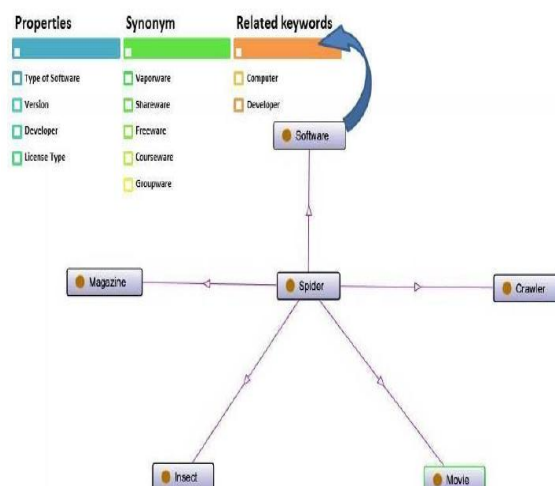 Properties
Synonym
Related keywords
Type of Software
Version
Developer
License Type
Vaporware
Shareware
Freeware
Courseware
Groupware
Computer
Developer
Software
Magazine
Spider
Crawler
Insect
Movie